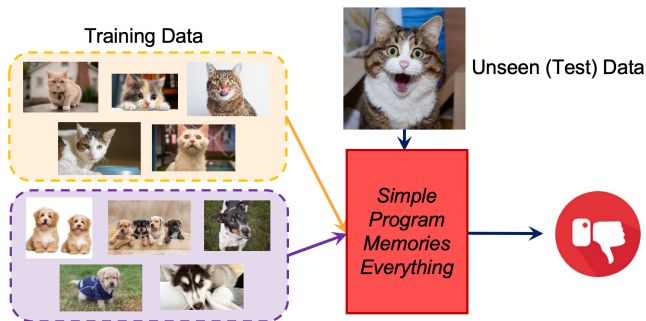 Training Data
Unseen (Test) Data
Simple
Program
Memories
Everything